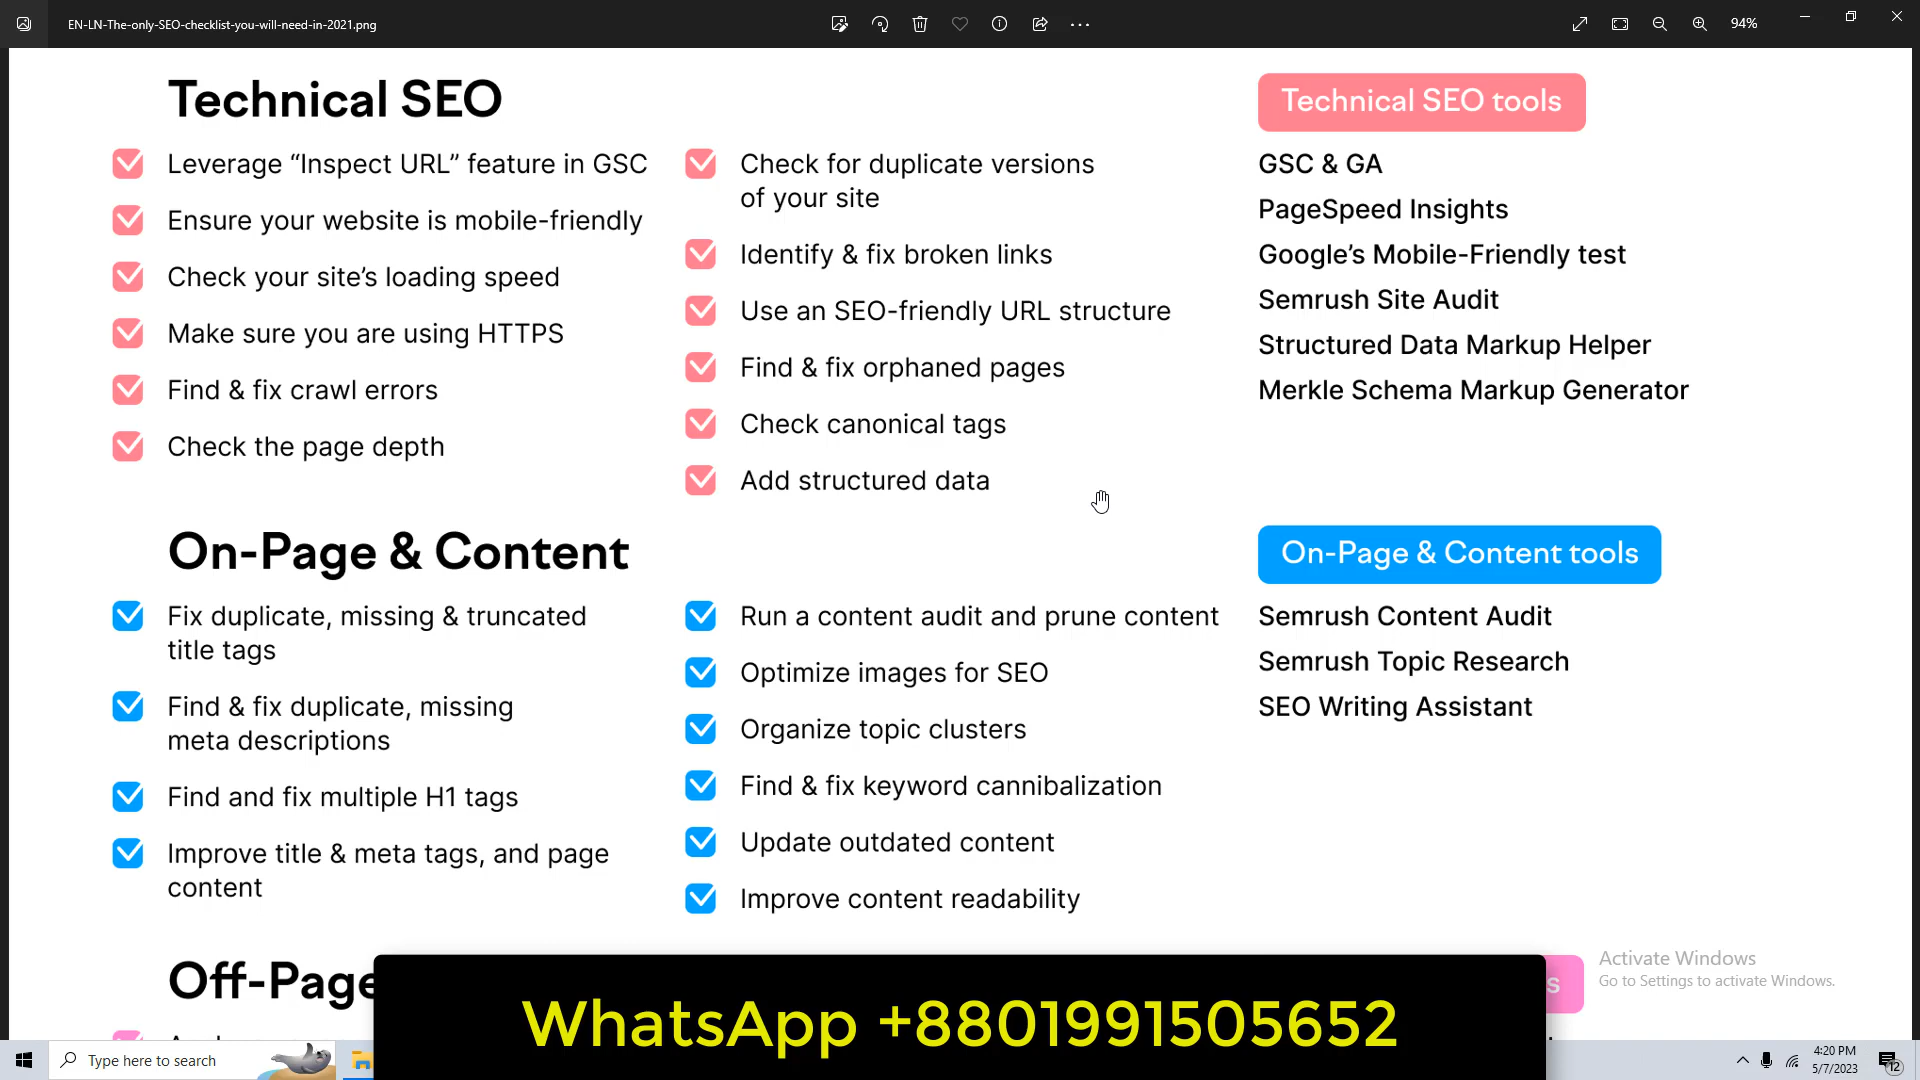 EN-LN-The-only-SEO-checklist-you-will-need-in-2021.png
94%
Technical SEO
Leverage “Inspect URL” feature in GSC
Ensure your website is mobile-friendly
Check your site’s loading speed
Make sure you are using HTTPS
Find & fix crawl errors
Check the page depth
Check for duplicate versions
of your site
Identify & fix broken links
Use an SEO-friendly URL structure
Find & fix orphaned pages
Check canonical tags
Add structured data
Technical SEO tools
GSC & GA
PageSpeed Insights
Google’s Mobile-Friendly test
Semrush Site Audit
Structured Data Markup Helper
Merkle Schema Markup Generator
On-Page & Content
Fix duplicate, missing & truncated
title tags
Find & fix duplicate, missing
meta descriptions
Find and fix multiple H1 tags
Improve title & meta tags, and page
content
Run a content audit and prune content
Optimize images for SEO
Organize topic clusters
Find & fix keyword cannibalization
Update outdated content
Improve content readability
On-Page & Content tools
Semrush Content Audit
Semrush Topic Research
SEO Writing Assistant
Off-Page
WhatsApp +8801991505652
Activate Windows
Go to Settings to activate Windows.
Type here to search
4:20 PM
5/7/2023
12